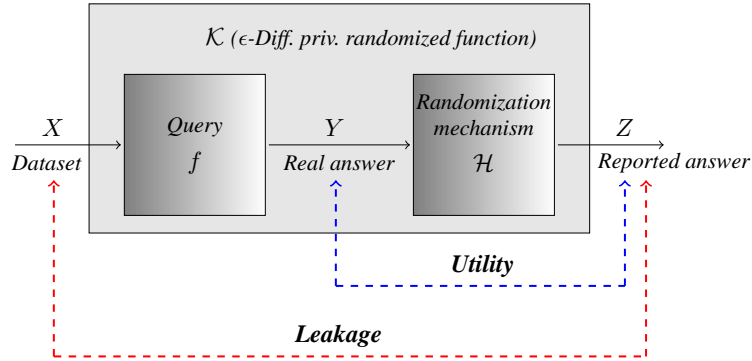 𝒦 (ϵ-Diff. priv. randomized function)
X
Dataset
Query
f
Y
Real answer
Randomization
mechanism
ℋ
Z
Reported answer
Utility
Leakage